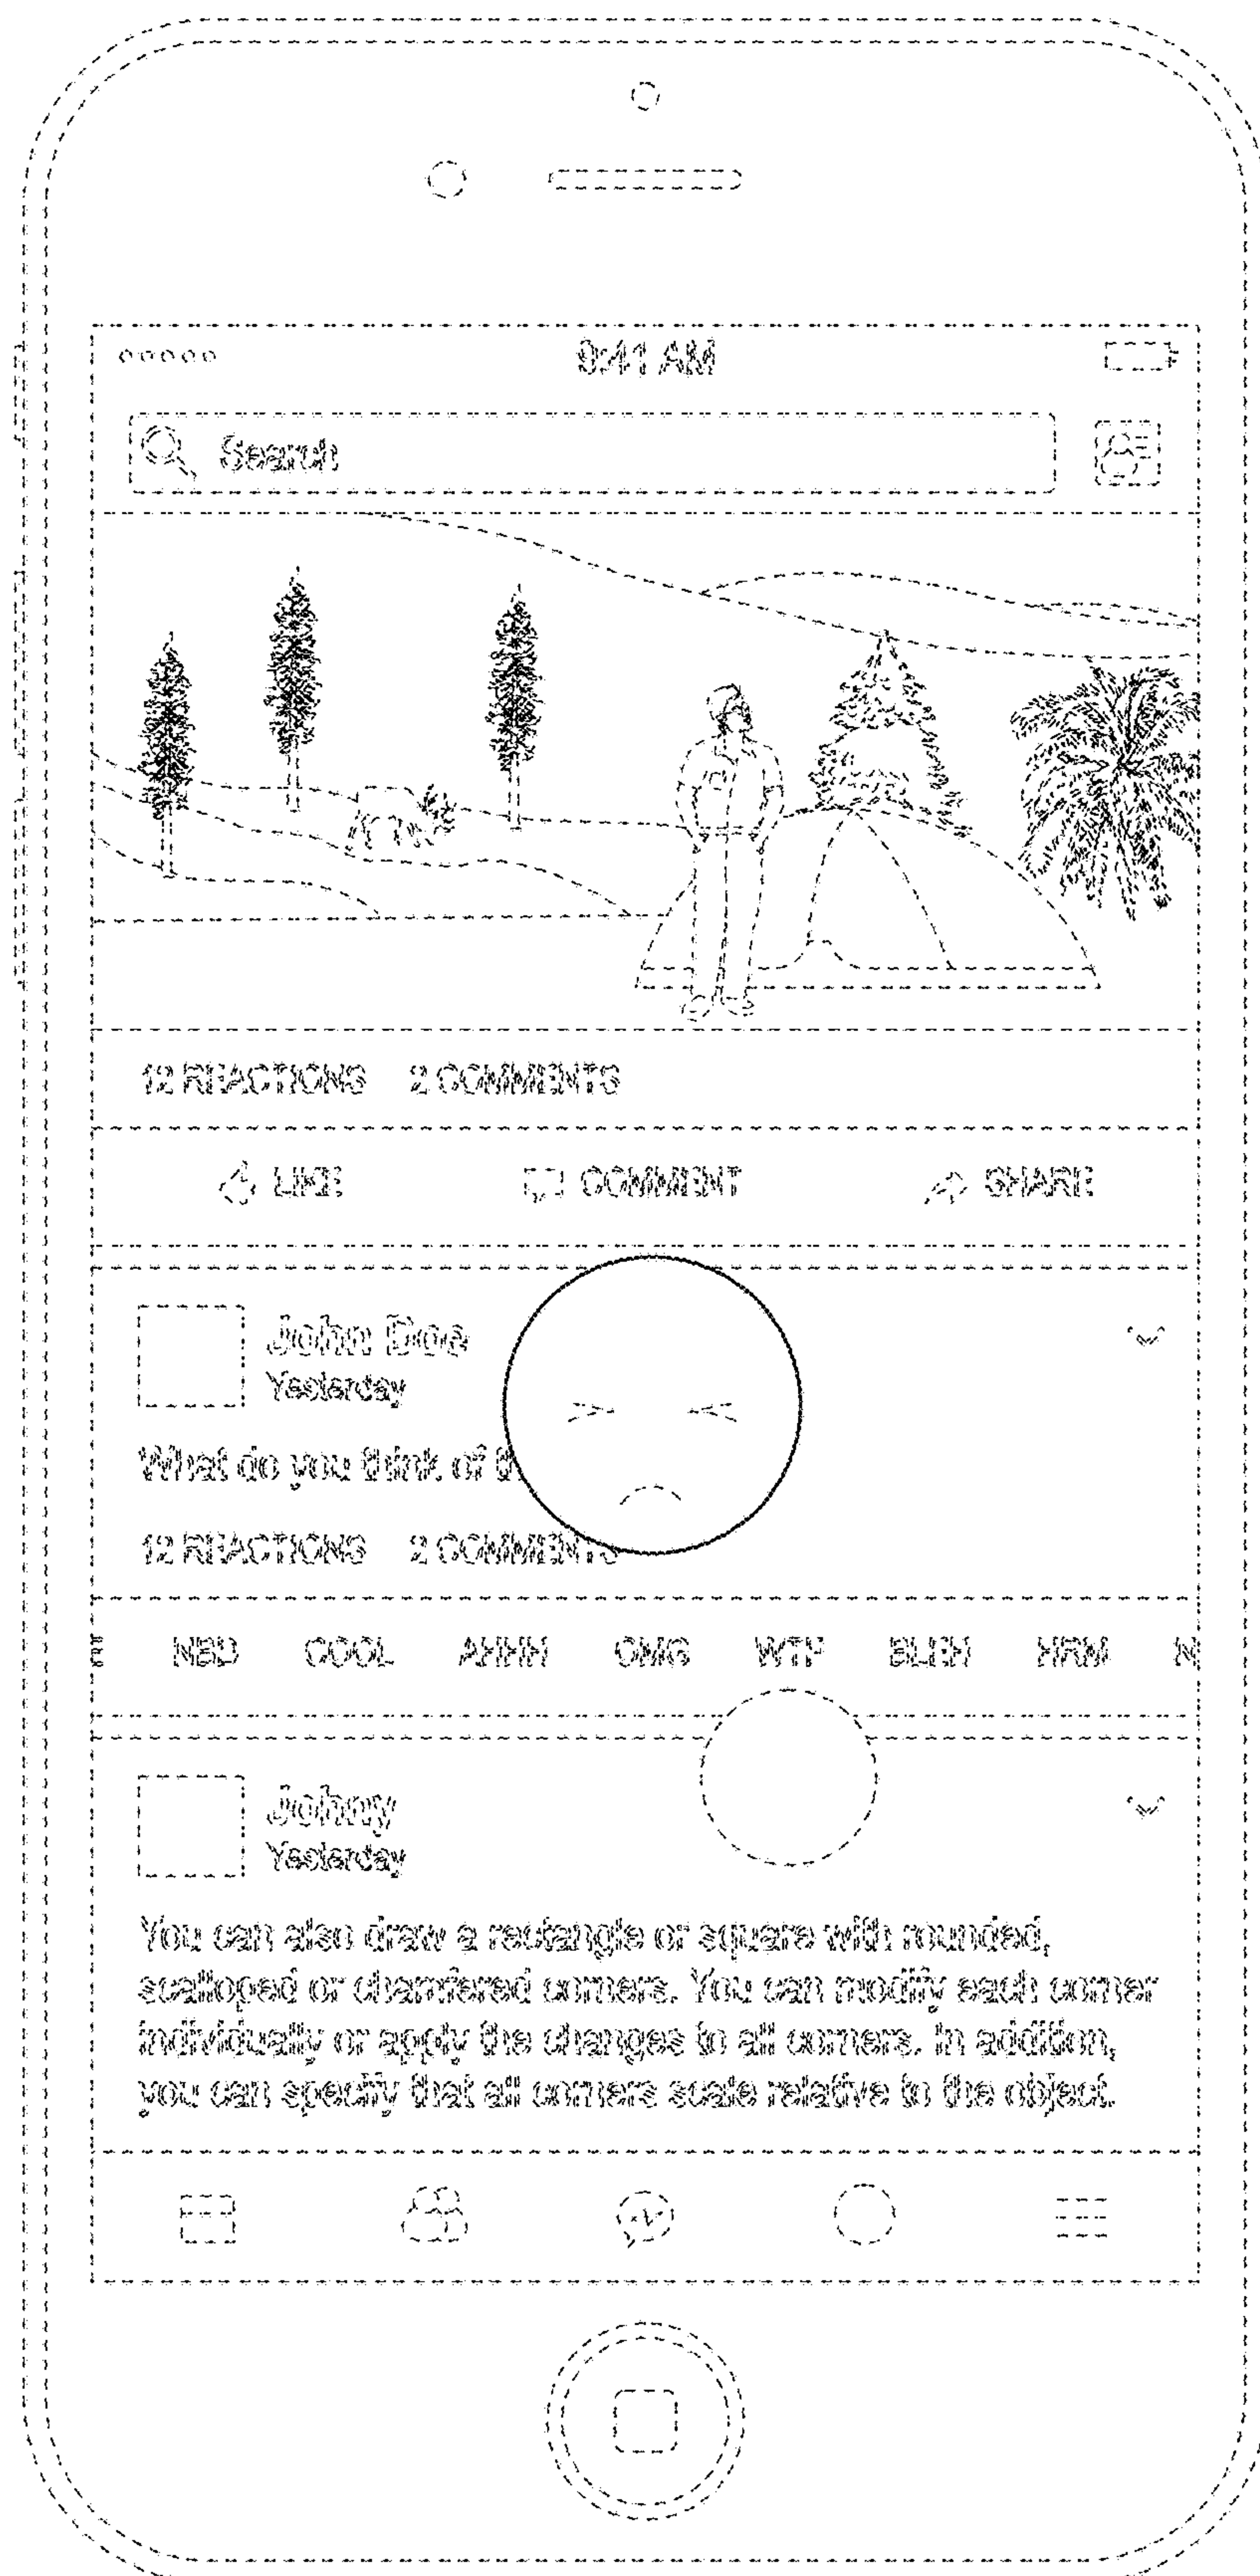 9:41 AM
Search
12 REACTIONS 2 COMMENTS
LIKE COMMENT SHARE
John Doe
Yesterday
What do you think of th
12 REACTIONS 2 COMMENTS
E NBD COOL AHHH OMG WTF BLEH HRM N
Johny
Yesterday
You can also draw a rectangle or square with rounded,
scalloped or chamfered corners. You can modify each corner
individually or apply the changes to all corners. In addition,
you can specify that all corners scale relative to the object.